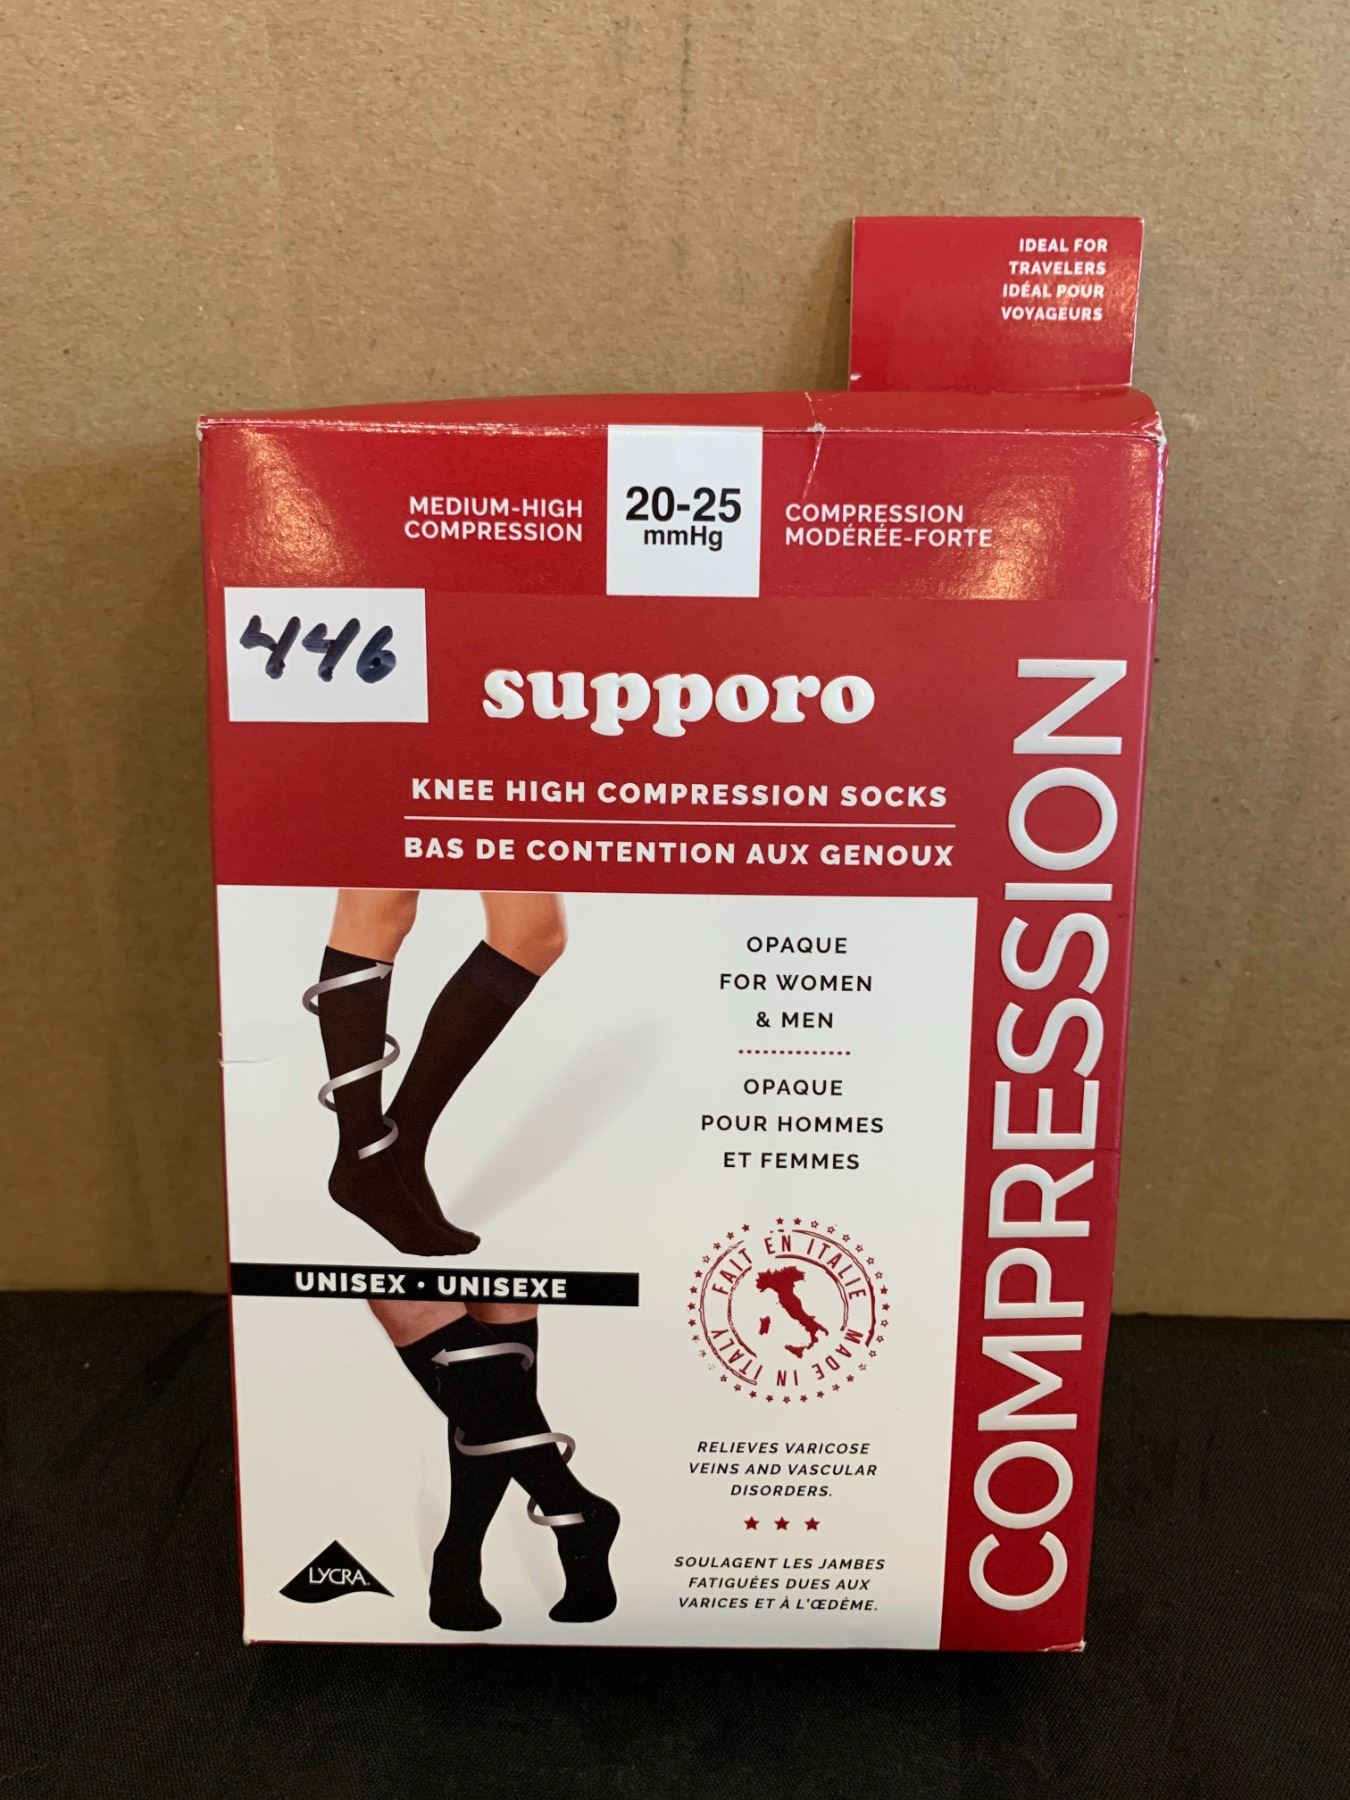 IDEAL FOR
TRAVELERS
IDÉAL POUR
VOYAGEURS
MEDIUM-HIGH
COMPRESSION
20-25
mmHg
COMPRESSION
MODÉRÉE-FORTE
446
supporo
KNEE HIGH COMPRESSION SOCKS
BAS DE CONTENTION AUX GENOUX
COMPRESSION
OPAQUE
FOR WOMEN
& MEN
OPAQUE
POUR HOMMES
ET FEMMES
UNISEX • UNISEXE
FAIT EN ITALIE
MADE IN ITALY
RELIEVES VARICOSE
VEINS AND VASCULAR
DISORDERS.
SOULAGENT LES JAMBES
FATIGUÉES DUES AUX
VARICES ET À L'ŒDÈME.
LYCRA®